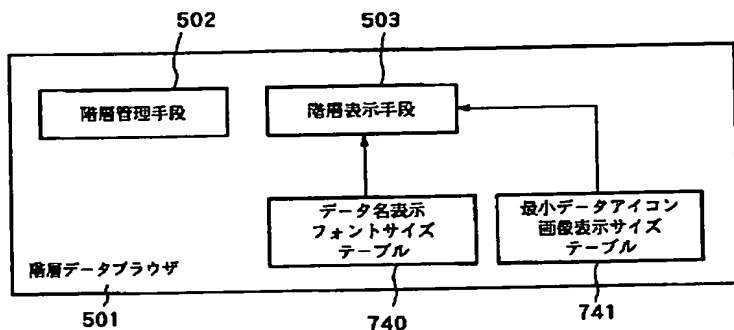 502
503
階層管理手段
階層表示手段
データ名表示
フォントサイズ
テーブル
最小データアイコン
画像表示サイズ
テーブル
階層データブラウザ
501
740
741